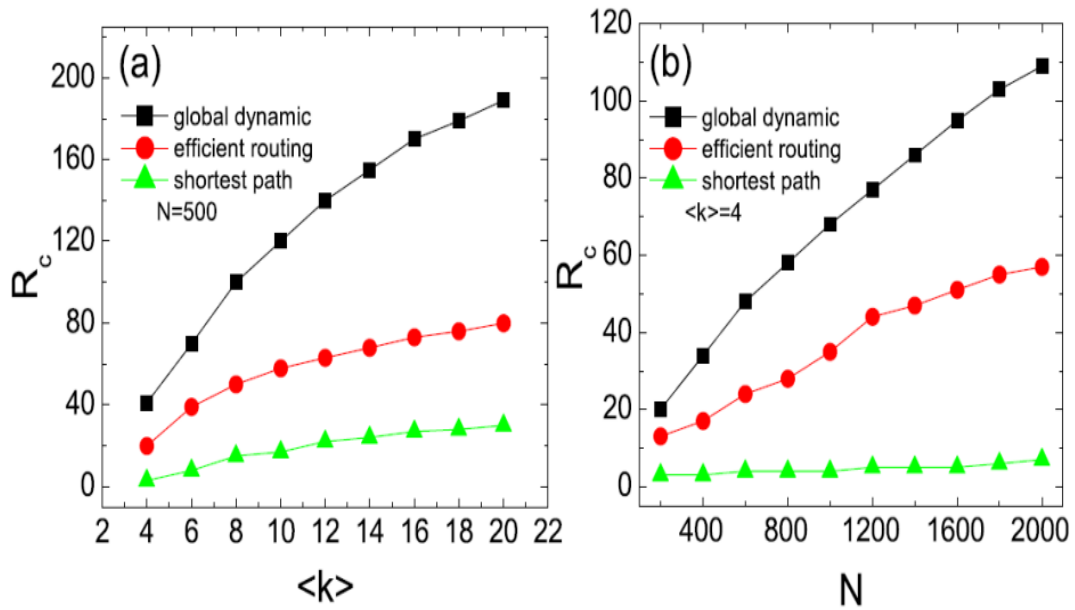 (a)
global dynamic
efficient routing
shortest path
N=500
R_c
200
160
120
80
40
0
2 4 6 8 10 12 14 16 18 20 22
<k>
(b)
global dynamic
efficient routing
shortest path
<k>=4
R_c
120
100
80
60
40
20
0
400 800 1200 1600 2000
N